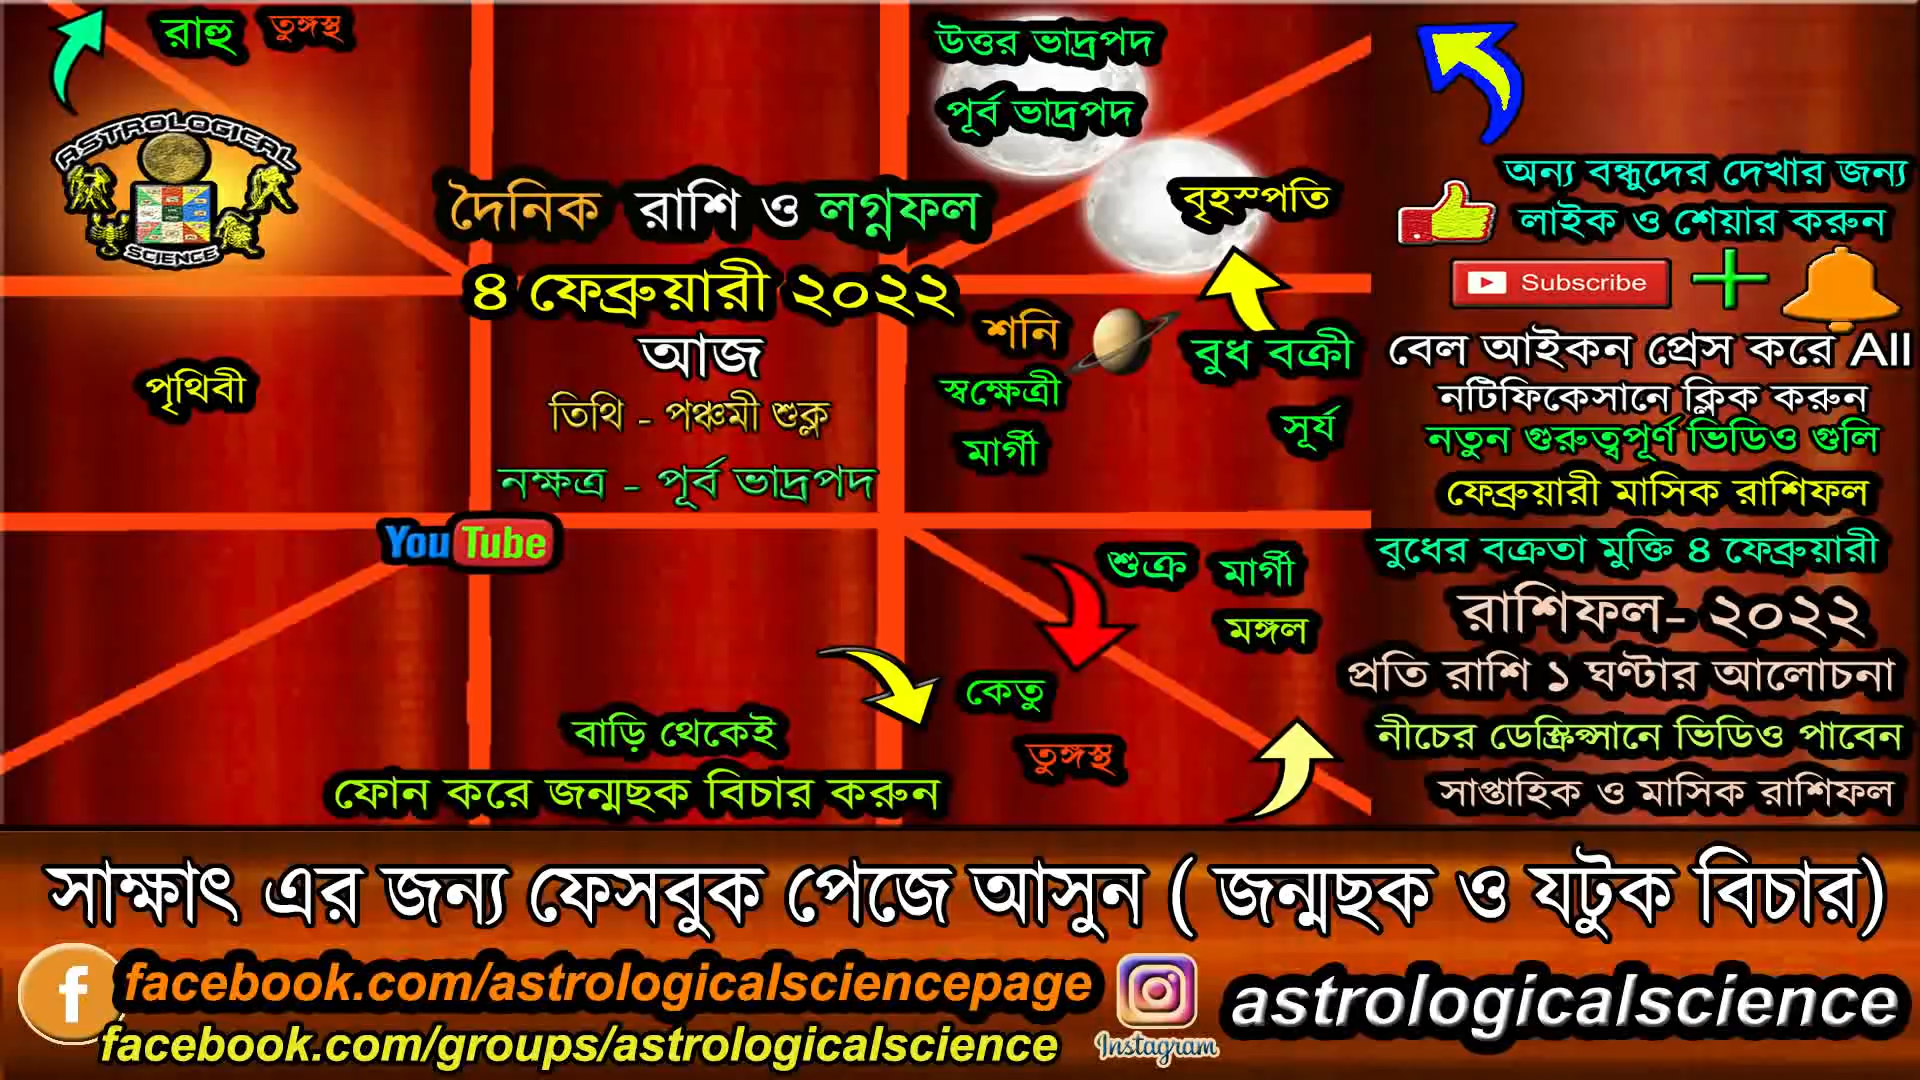 রাহু তুঙ্গস্থ
ASTROLOGICAL
SCIENCE
উত্তর ভাদ্রপদ
পূর্ব ভাদ্রপদ
বৃহস্পতি
দৈনিক রাশি ও লগ্নফল
৪ ফেব্রুয়ারী ২০২২
আজ
তিথি - পঞ্চমী শুক্ল
নক্ষত্র - পূর্ব ভাদ্রপদ
পৃথিবী
শনি
স্বক্ষেত্রী
মার্গী
বুধ বক্রী
সূর্য
YouTube
শুক্র মার্গী
মঙ্গল
কেতু
তুঙ্গস্থ
বাড়ি থেকেই
ফোন করে জন্মছক বিচার করুন
অন্য বন্ধুদের দেখার জন্য
লাইক ও শেয়ার করুন
Subscribe
বেল আইকন প্রেস করে All
নটিফিকেসানে ক্লিক করুন
নতুন গুরুত্বপূর্ণ ভিডিও গুলি
ফেব্রুয়ারী মাসিক রাশিফল
বুধের বক্রতা মুক্তি ৪ ফেব্রুয়ারী
রাশিফল- ২০২২
প্রতি রাশি ১ ঘণ্টার আলোচনা
নীচের ডেস্ক্রিপ্সানে ভিডিও পাবেন
সাপ্তাহিক ও মাসিক রাশিফল
সাক্ষাৎ এর জন্য ফেসবুক পেজে আসুন ( জন্মছক ও যটুক বিচার)
facebook.com/astrologicalsciencepage
facebook.com/groups/astrologicalscience
Instagram
astrologicalscience